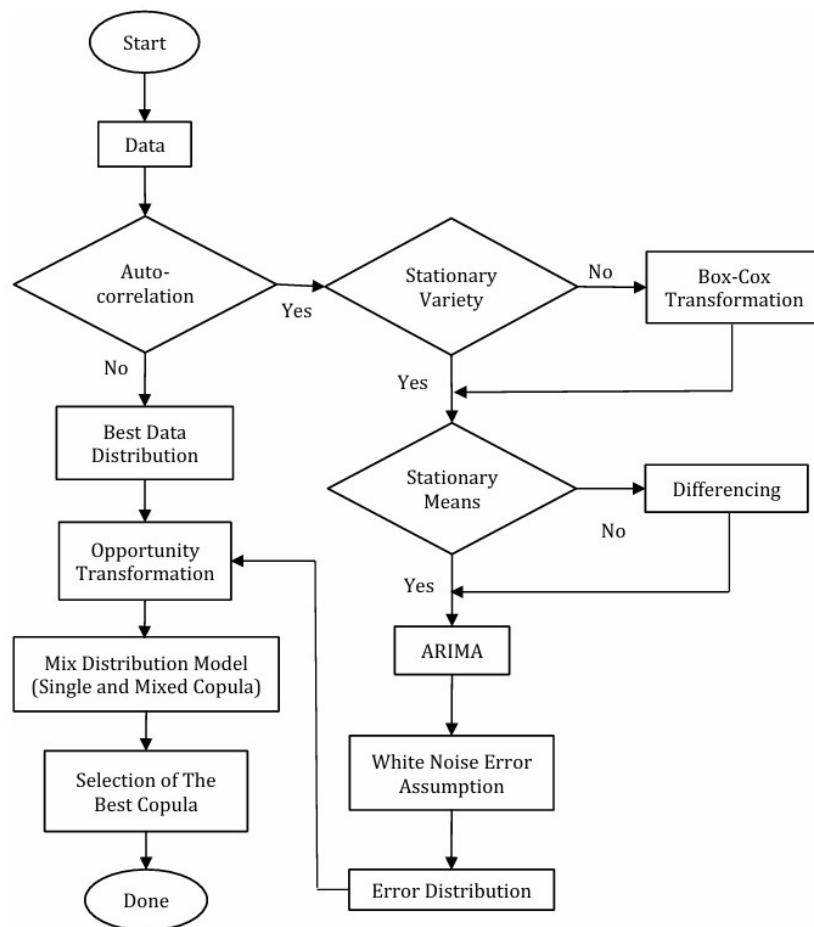 Start
Data
Auto-
correlation
Yes
Stationary
Variety
No
Box-Cox
Transformation
No
Yes
Best Data
Distribution
Stationary
Means
Differencing
No
Opportunity
Transformation
Yes
ARIMA
Mix Distribution Model
(Single and Mixed Copula)
White Noise Error
Assumption
Selection of The
Best Copula
Error Distribution
Done